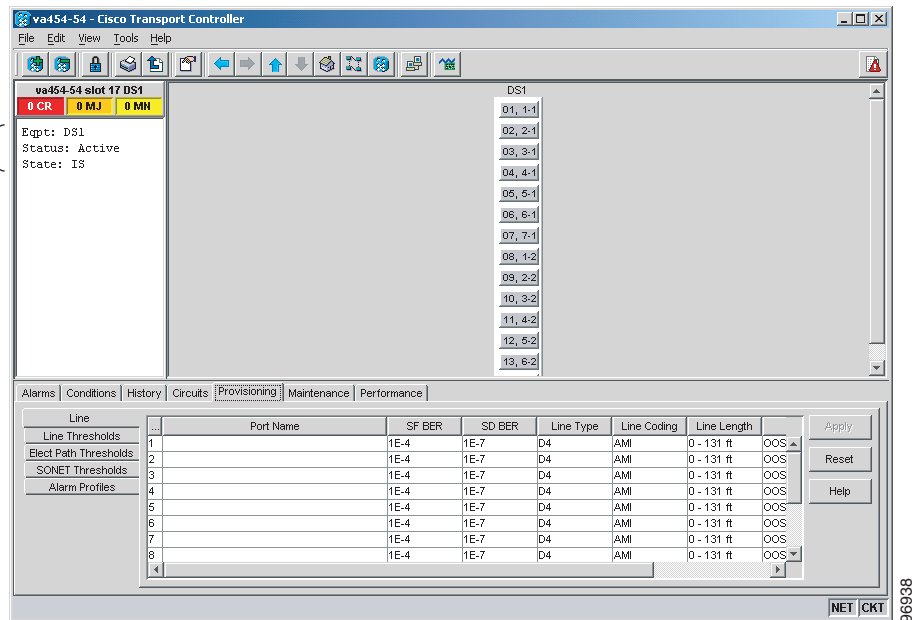 va454-54 - Cisco Transport Controller
File Edit View Tools Help
va454-54 slot 17 DS1
0 CR 0 MJ 0 MN
Eqpt: DS1
Status: Active
State: IS
DS1
01, 1-1
02, 2-1
03, 3-1
04, 4-1
05, 5-1
06, 6-1
07, 7-1
08, 1-2
09, 2-2
10, 3-2
11, 4-2
12, 5-2
13, 6-2
Alarms Conditions History Circuits Provisioning Maintenance Performance
Line
Line Thresholds
Elect Path Thresholds
SONET Thresholds
Alarm Profiles
... Port Name SF BER SD BER Line Type Line Coding Line Length
1 1E-4 1E-7 D4 AMI 0 - 131 ft OOS
2 1E-4 1E-7 D4 AMI 0 - 131 ft OOS
3 1E-4 1E-7 D4 AMI 0 - 131 ft OOS
4 1E-4 1E-7 D4 AMI 0 - 131 ft OOS
5 1E-4 1E-7 D4 AMI 0 - 131 ft OOS
6 1E-4 1E-7 D4 AMI 0 - 131 ft OOS
7 1E-4 1E-7 D4 AMI 0 - 131 ft OOS
8 1E-4 1E-7 D4 AMI 0 - 131 ft OOS
Apply
Reset
Help
NET CKT
96938